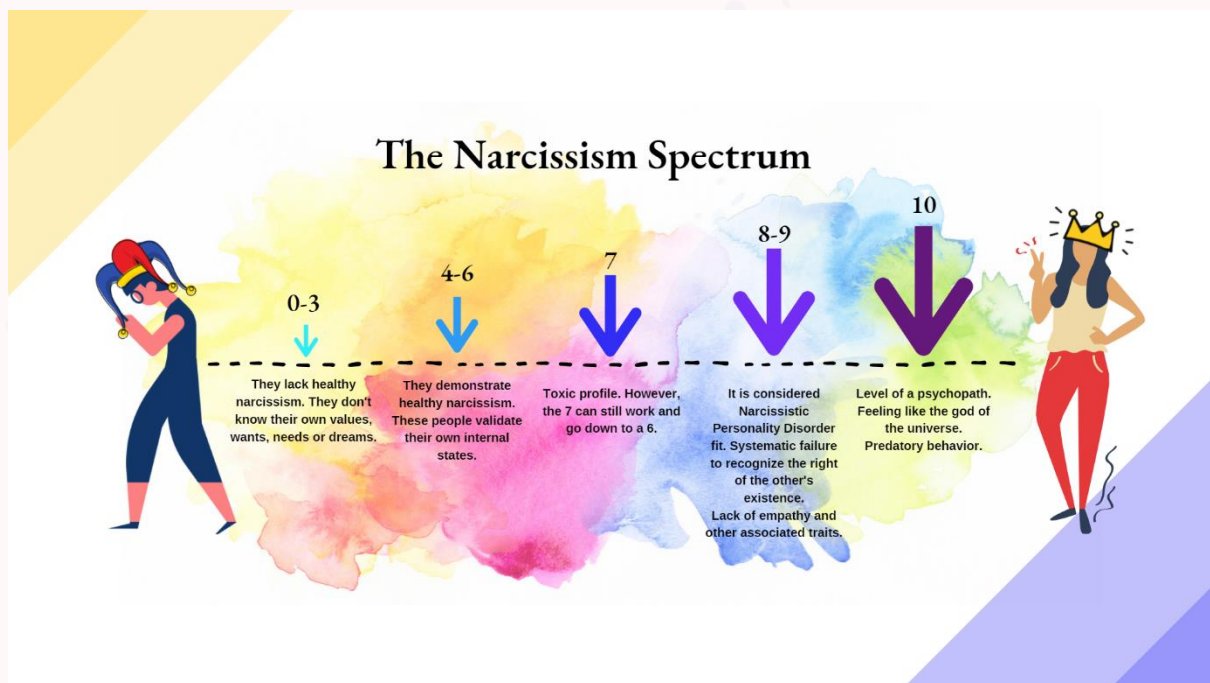 The Narcissism Spectrum
0-3
They lack healthy
narcissism. They don't
know their own values,
wants, needs or dreams.
4-6
They demonstrate
healthy narcissism.
These people validate
their own internal
states.
7
Toxic profile. However,
the 7 can still work and
go down to a 6.
8-9
It is considered
Narcissistic
Personality Disorder
fit. Systematic failure
to recognize the right
of the other's
existence.
Lack of empathy and
other associated traits.
10
Level of a psychopath.
Feeling like the god of
the universe.
Predatory behavior.